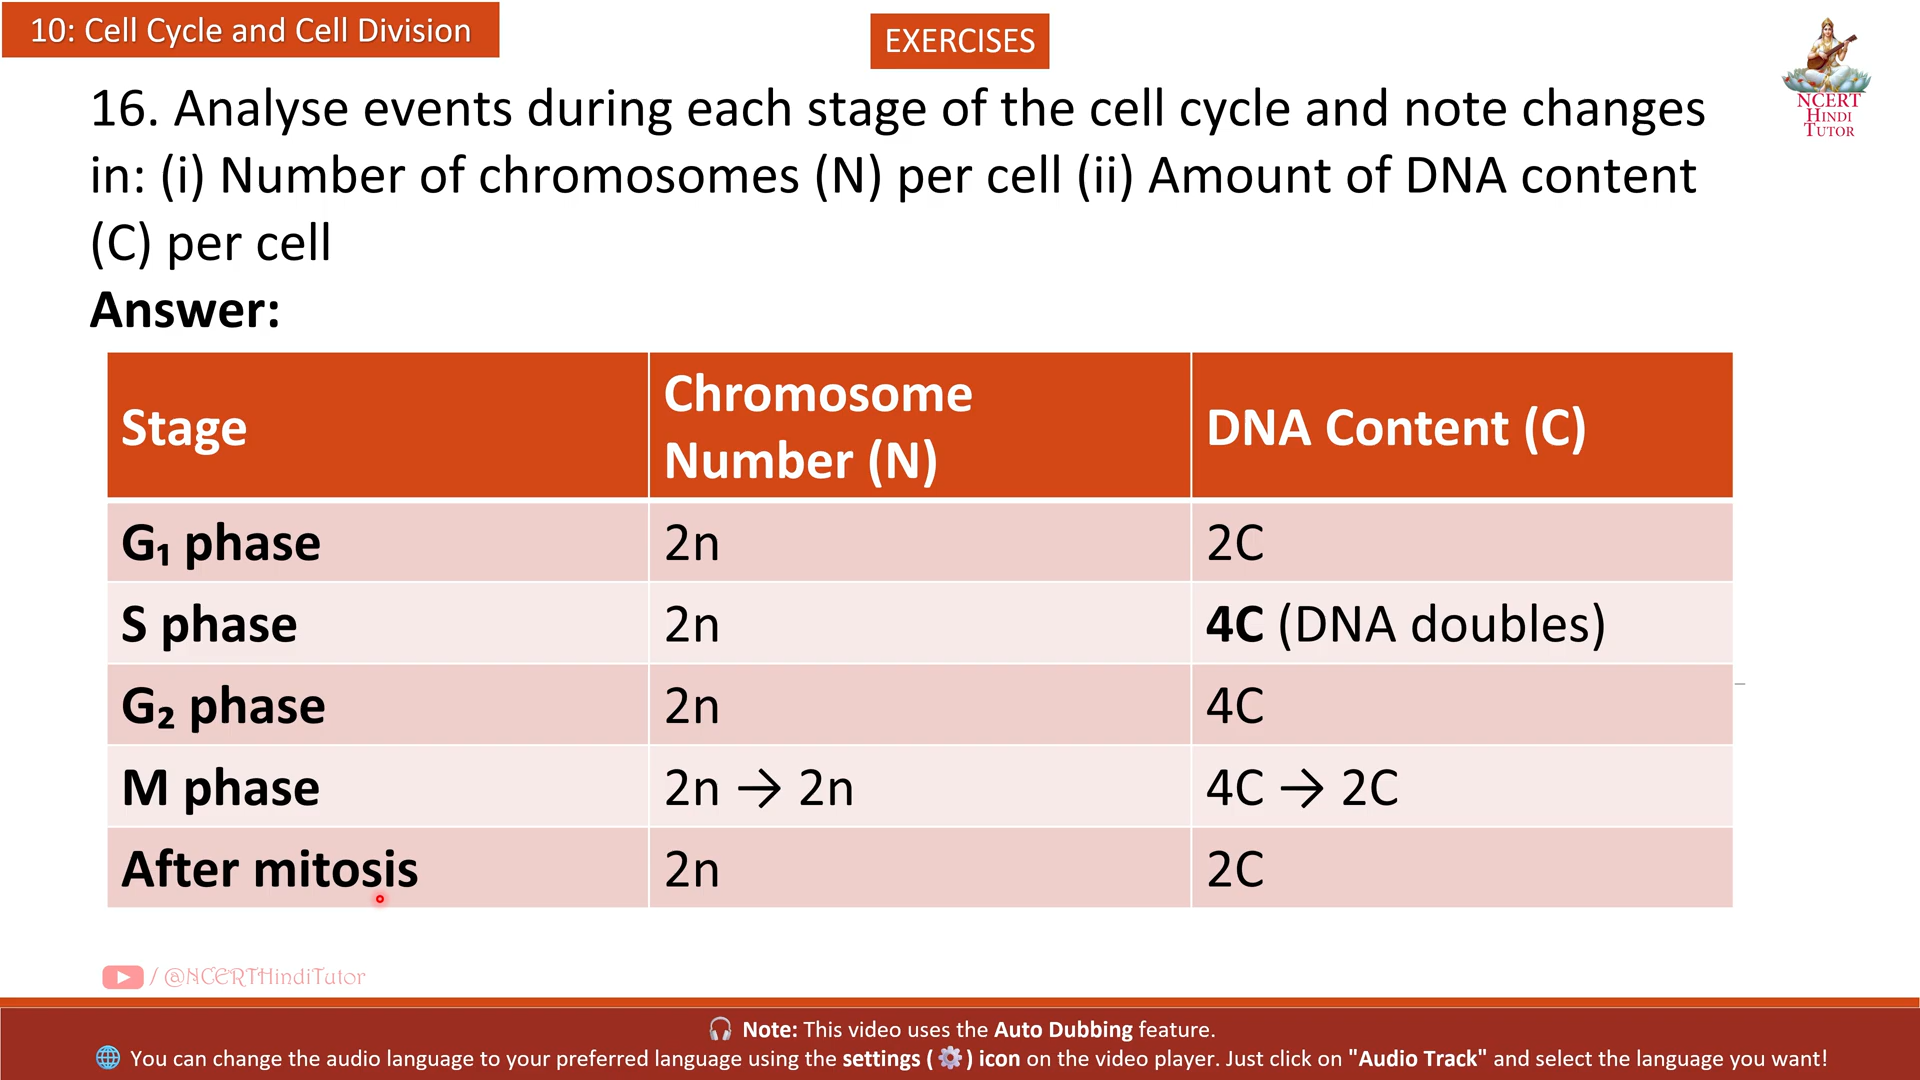 10: Cell Cycle and Cell Division
EXERCISES
NCERT
HINDI
TUTOR
16. Analyse events during each stage of the cell cycle and note changes
in: (i) Number of chromosomes (N) per cell (ii) Amount of DNA content
(C) per cell
Answer:
Stage
Chromosome
Number (N)
DNA Content (C)
G₁ phase
2n
2C
S phase
2n
4C (DNA doubles)
G₂ phase
2n
4C
M phase
2n → 2n
4C → 2C
After mitosis
2n
2C
/ @NCERTHindiTutor
🎧 Note: This video uses the Auto Dubbing feature.
🌐 You can change the audio language to your preferred language using the settings ( ⚙️ ) icon on the video player. Just click on "Audio Track" and select the language you want!